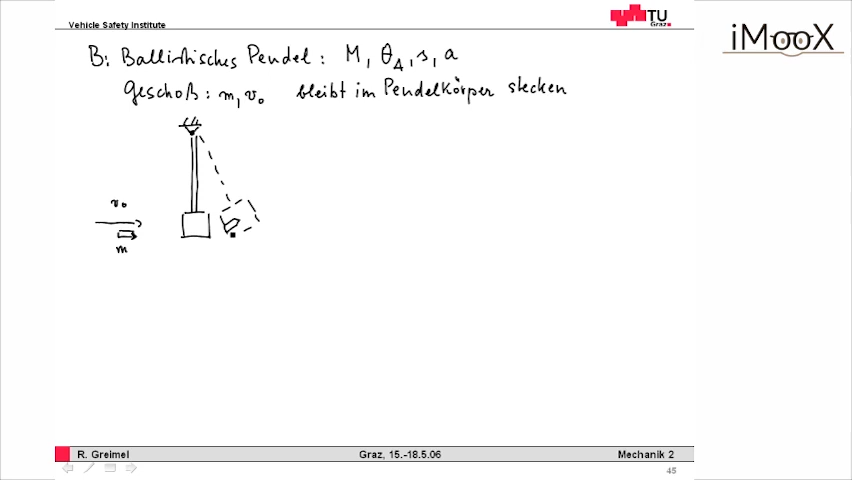 Vehicle Safety Institute
TU
Graz
iMooX
B: Ballistisches Pendel: M, θA, s, a
Geschoß: m, v₀ bleibt im Pendelkörper stecken
v₀
m
R. Greimel Graz, 15.-18.5.06 Mechanik 2
45